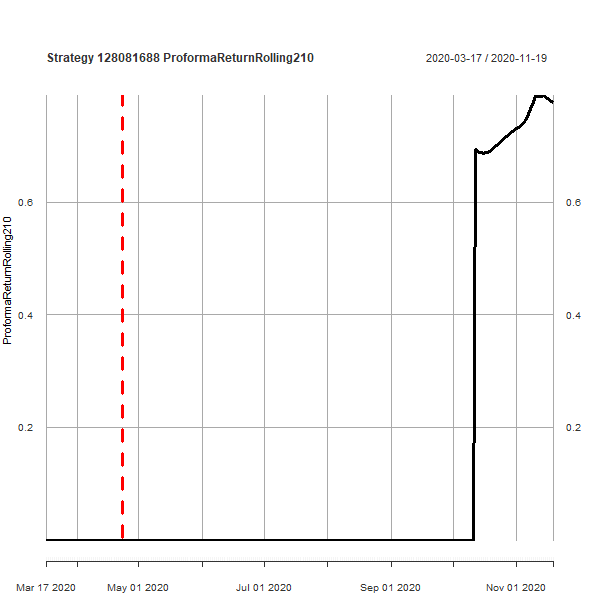 Strategy 128081688 ProformaReturnRolling210
2020-03-17 / 2020-11-19
ProformaReturnRolling210
0.6
0.4
0.2
0.6
0.4
0.2
Mar 17 2020
May 01 2020
Jul 01 2020
Sep 01 2020
Nov 01 2020